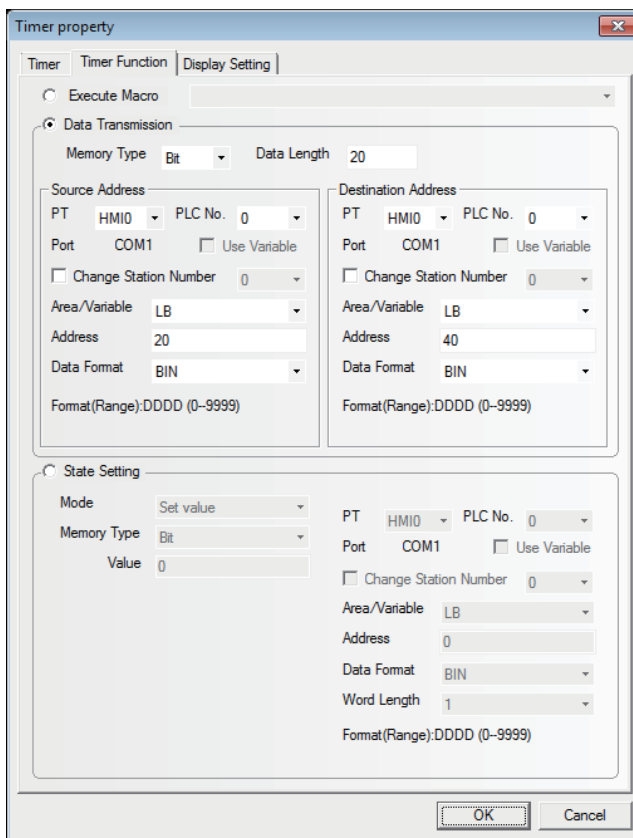 Timer property
Timer Timer Function Display Setting
Execute Macro
Data Transmission
Memory Type Bit Data Length 20
Source Address
PT HMI0 PLC No. 0
Port COM1 Use Variable
Change Station Number 0
Area/Variable LB
Address 20
Data Format BIN
Format(Range):DDDD (0--9999)
Destination Address
PT HMI0 PLC No. 0
Port COM1 Use Variable
Change Station Number 0
Area/Variable LB
Address 40
Data Format BIN
Format(Range):DDDD (0--9999)
State Setting
Mode Set value
Memory Type Bit
Value 0
PT HMI0 PLC No. 0
Port COM1 Use Variable
Change Station Number 0
Area/Variable LB
Address 0
Data Format BIN
Word Length 1
Format(Range):DDDD (0--9999)
OK Cancel